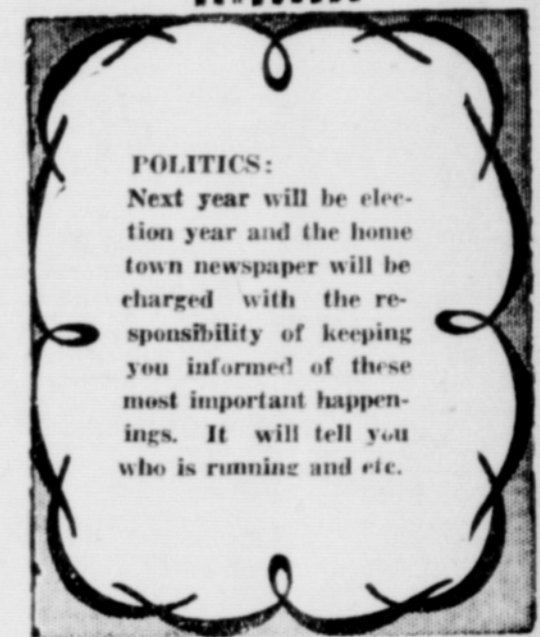 POLITICS:
Next year will be elec-
tion year and the home
town newspaper will be
charged with the re-
sponsibility of keeping
you informed of these
most important happen-
ings. It will tell you
who is running and etc.